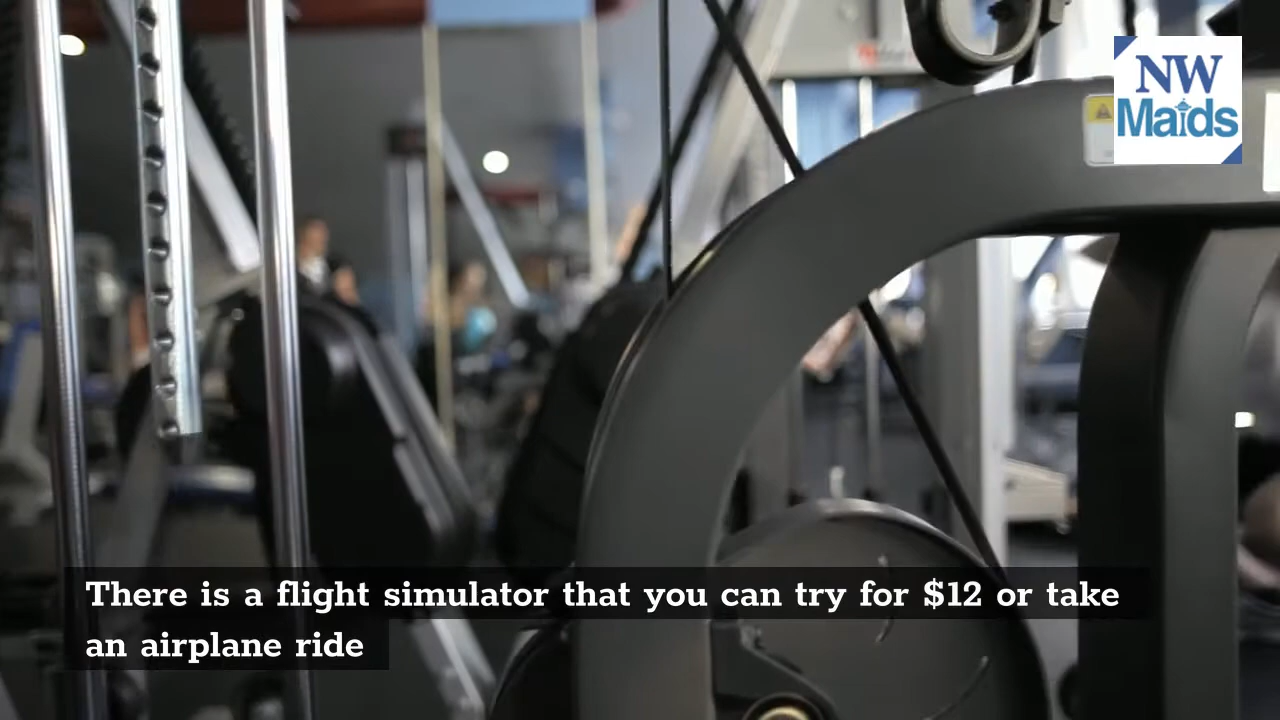 NW
Maids
There is a flight simulator that you can try for $12 or take
an airplane ride